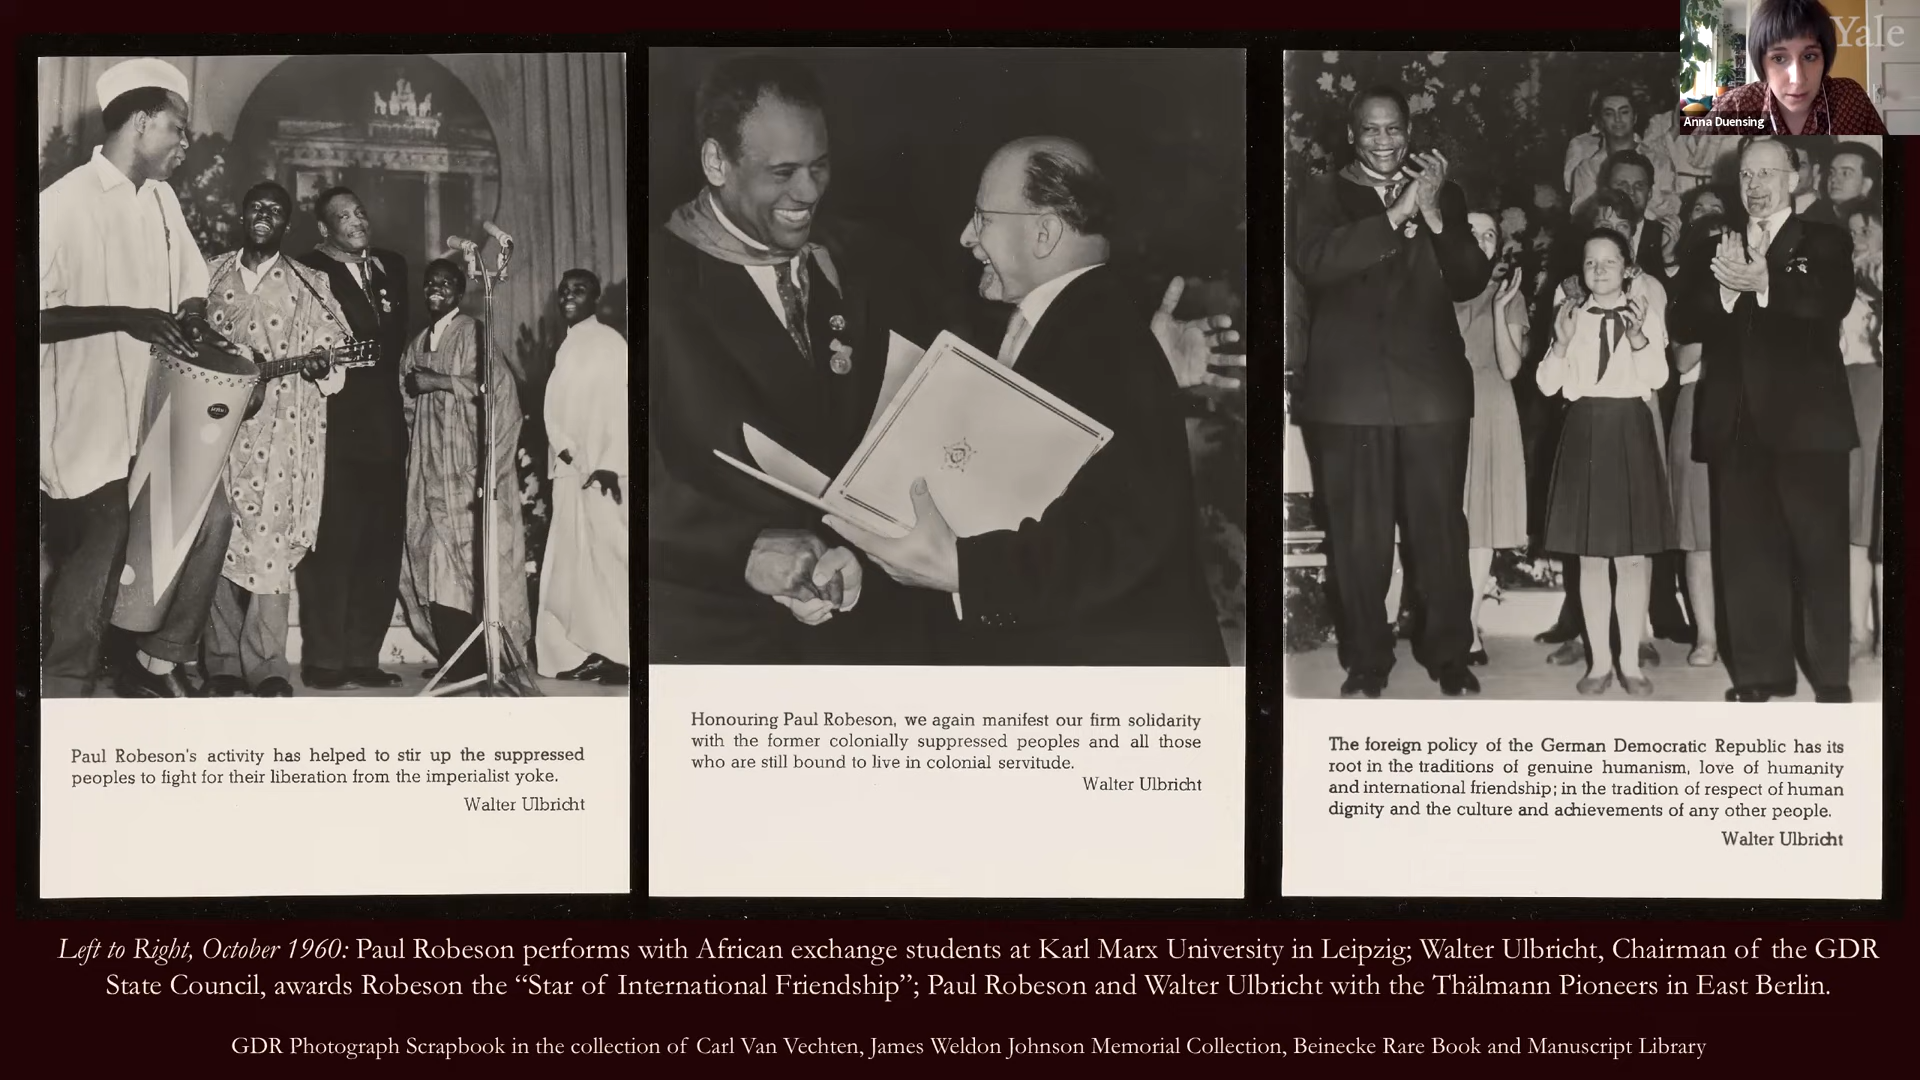 Yale
Anna Duensing
Paul Robeson's activity has helped to stir up the suppressed
peoples to fight for their liberation from the imperialist yoke.
Walter Ulbricht
Honouring Paul Robeson, we again manifest our firm solidarity
with the former colonially suppressed peoples and all those
who are still bound to live in colonial servitude.
Walter Ulbricht
The foreign policy of the German Democratic Republic has its
root in the traditions of genuine humanism, love of humanity
and international friendship; in the tradition of respect of human
dignity and the culture and achievements of any other people.
Walter Ulbricht
Left to Right, October 1960: Paul Robeson performs with African exchange students at Karl Marx University in Leipzig; Walter Ulbricht, Chairman of the GDR
State Council, awards Robeson the “Star of International Friendship”; Paul Robeson and Walter Ulbricht with the Thälmann Pioneers in East Berlin.
GDR Photograph Scrapbook in the collection of Carl Van Vechten, James Weldon Johnson Memorial Collection, Beinecke Rare Book and Manuscript Library